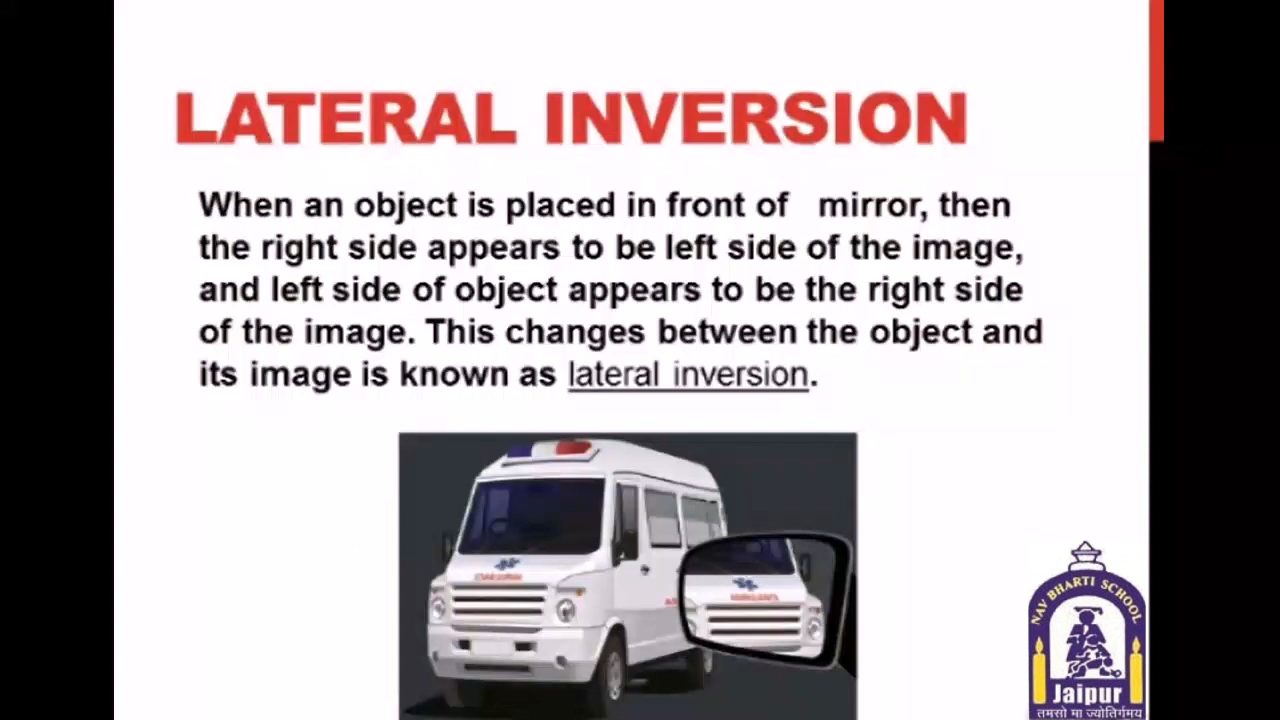 LATERAL INVERSION
When an object is placed in front of mirror, then
the right side appears to be left side of the image,
and left side of object appears to be the right side
of the image. This changes between the object and
its image is known as lateral inversion.
NAV BHARTI SCHOOL
Jaipur
तमसो मा ज्योतिर्गमय